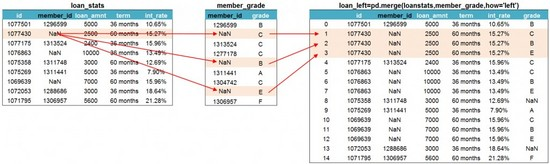 loan_stats
id member_id loan_amnt term int_rate
1077501 1296599 5000 36 months 10.65%
1077430 NaN 2500 60 months 15.27%
1077175 1313524 2400 36 months 15.96%
1076863 NaN 10000 36 months 13.49%
1075358 1311748 3000 60 months 12.69%
1075269 1311441 5000 36 months 7.90%
1069639 NaN 7000 60 months 15.96%
1072053 1288686 3000 36 months 18.64%
1071795 1306957 5600 60 months 21.28%
member_grade
member_id grade
1296599 B
NaN C
1313524 C
1277178 C
NaN B
1311441 A
1304742 C
NaN E
1306957 F
loan_left=pd.merge(loanstats,member_grade,how='left')
id member_id loan_amnt term int_rate grade
0 1077501 1296599 5000 36 months 10.65% B
1 1077430 NaN 2500 60 months 15.27% C
2 1077430 NaN 2500 60 months 15.27% B
3 1077430 NaN 2500 60 months 15.27% E
4 1077175 1313524 2400 36 months 15.96% C
5 1076863 NaN 10000 36 months 13.49% C
6 1076863 NaN 10000 36 months 13.49% B
7 1076863 NaN 10000 36 months 13.49% E
8 1075358 1311748 3000 60 months 12.69% NaN
9 1075269 1311441 5000 36 months 7.90% A
10 1069639 NaN 7000 60 months 15.96% C
11 1069639 NaN 7000 60 months 15.96% B
12 1069639 NaN 7000 60 months 15.96% E
13 1072053 1288686 3000 36 months 18.64% NaN
14 1071795 1306957 5600 60 months 21.28% F